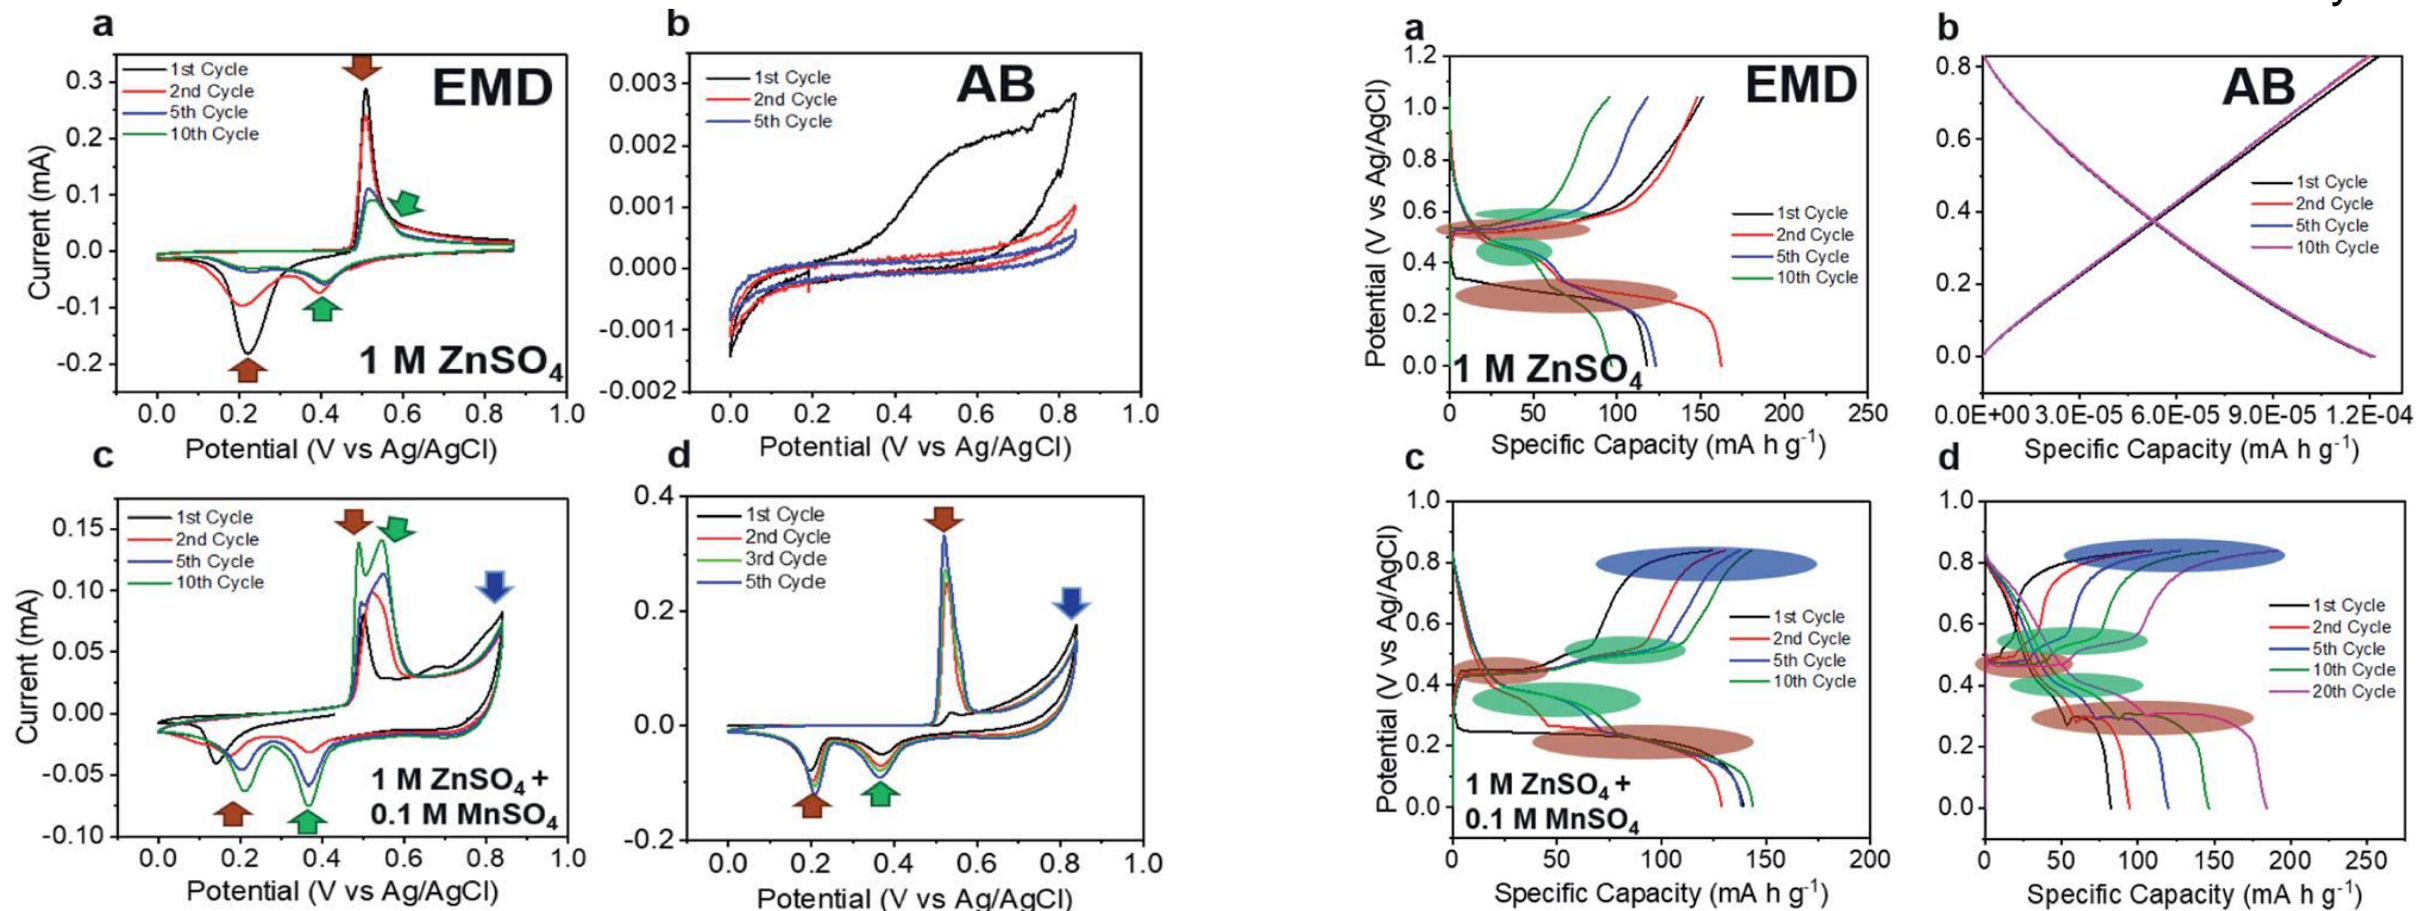 a
EMD
1st Cycle
2nd Cycle
5th Cycle
10th Cycle
1 M ZnSO4
Current (mA)
0.3
0.2
0.1
0.0
-0.1
-0.2
0.0 0.2 0.4 0.6 0.8 1.0
Potential (V vs Ag/AgCl)
b
AB
1st Cycle
2nd Cycle
5th Cycle
0.003
0.002
0.001
0.000
-0.001
-0.002
0.0 0.2 0.4 0.6 0.8 1.0
Potential (V vs Ag/AgCl)
c
1st Cycle
2nd Cycle
5th Cycle
10th Cycle
1 M ZnSO4 +
0.1 M MnSO4
Current (mA)
0.15
0.10
0.05
0.00
-0.05
-0.10
0.0 0.2 0.4 0.6 0.8 1.0
Potential (V vs Ag/AgCl)
d
1st Cycle
2nd Cycle
3rd Cycle
5th Cycle
0.4
0.2
0.0
-0.2
0.0 0.2 0.4 0.6 0.8 1.0
Potential (V vs Ag/AgCl)
y
a
EMD
1st Cycle
2nd Cycle
5th Cycle
10th Cycle
1 M ZnSO4
Potential (V vs Ag/AgCl)
1.2
1.0
0.8
0.6
0.4
0.2
0.0
0 50 100 150 200 250
Specific Capacity (mA h g-1)
b
AB
1st Cycle
2nd Cycle
5th Cycle
10th Cycle
0.8
0.6
0.4
0.2
0.0
0.0E+00 3.0E-05 6.0E-05 9.0E-05 1.2E-04
Specific Capacity (mA h g-1)
c
1st Cycle
2nd Cycle
5th Cycle
10th Cycle
1 M ZnSO4 +
0.1 M MnSO4
Potential (V vs Ag/AgCl)
1.0
0.8
0.6
0.4
0.2
0.0
0 50 100 150 200
Specific Capacity (mA h g-1)
d
1st Cycle
2nd Cycle
5th Cycle
10th Cycle
20th Cycle
1.0
0.8
0.6
0.4
0.2
0.0
0 50 100 150 200 250
Specific Capacity (mA h g-1)